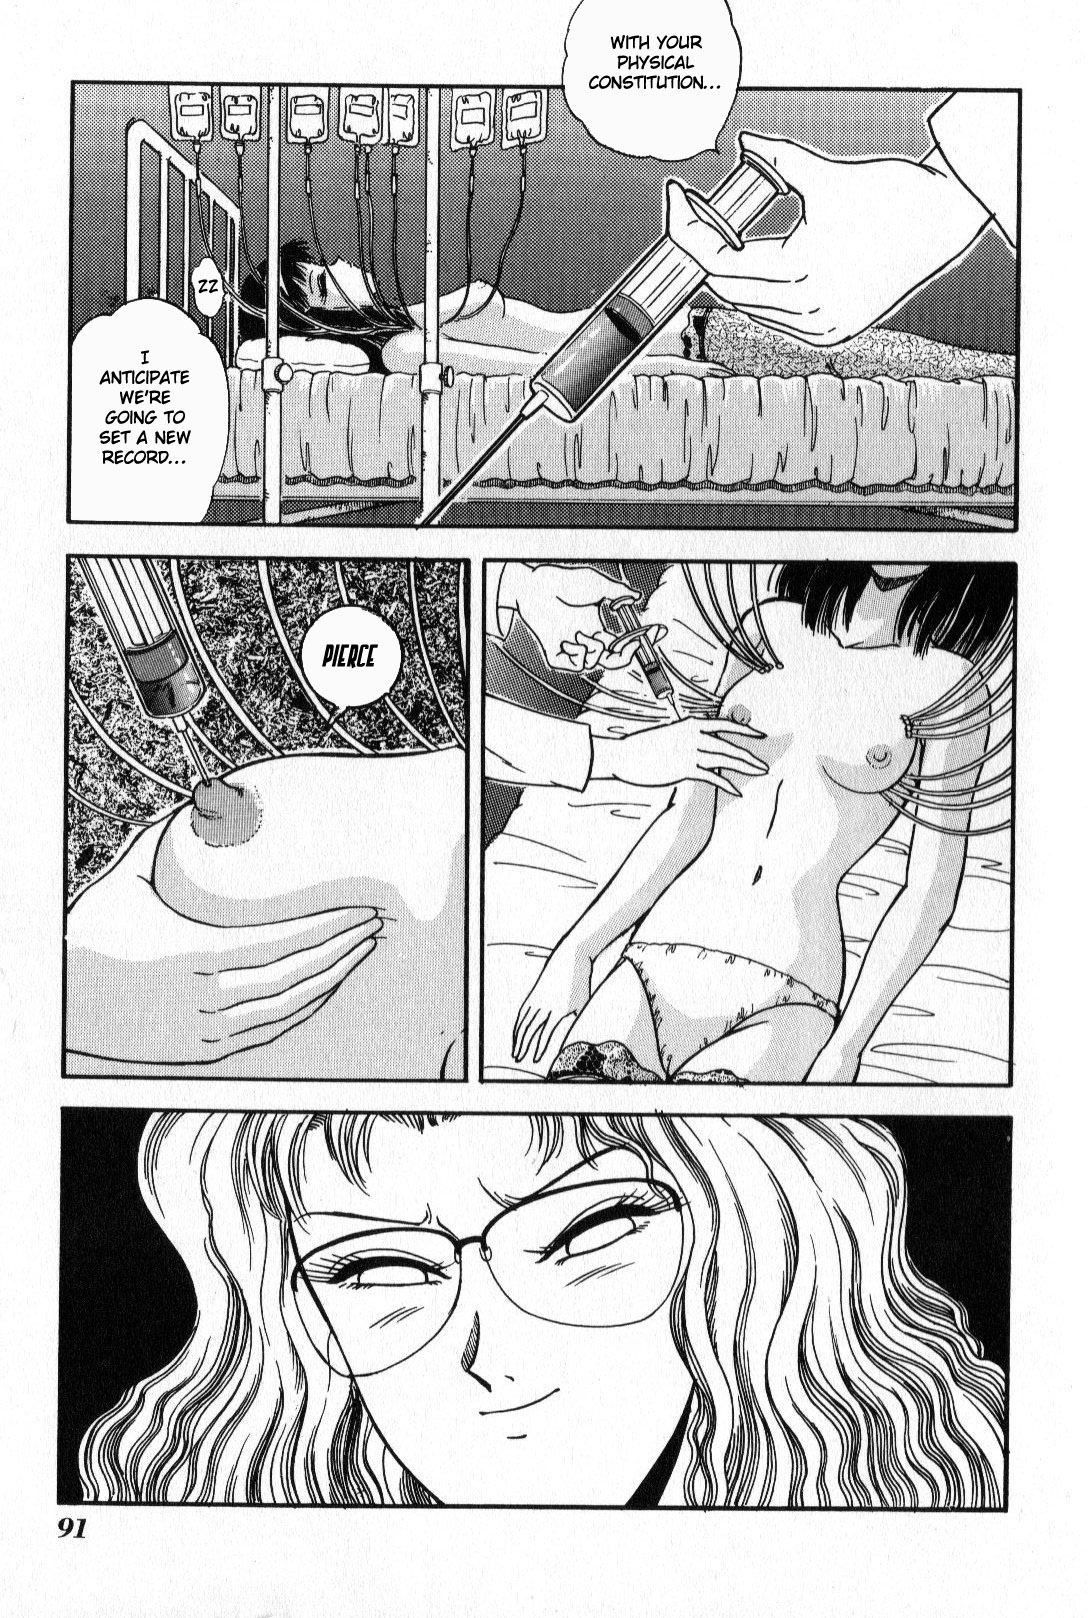 WITH YOUR
PHYSICAL
CONSTITUTION...
ZZ
I
ANTICIPATE
WE'RE
GOING TO
SET A NEW
RECORD...
PIERCE
91